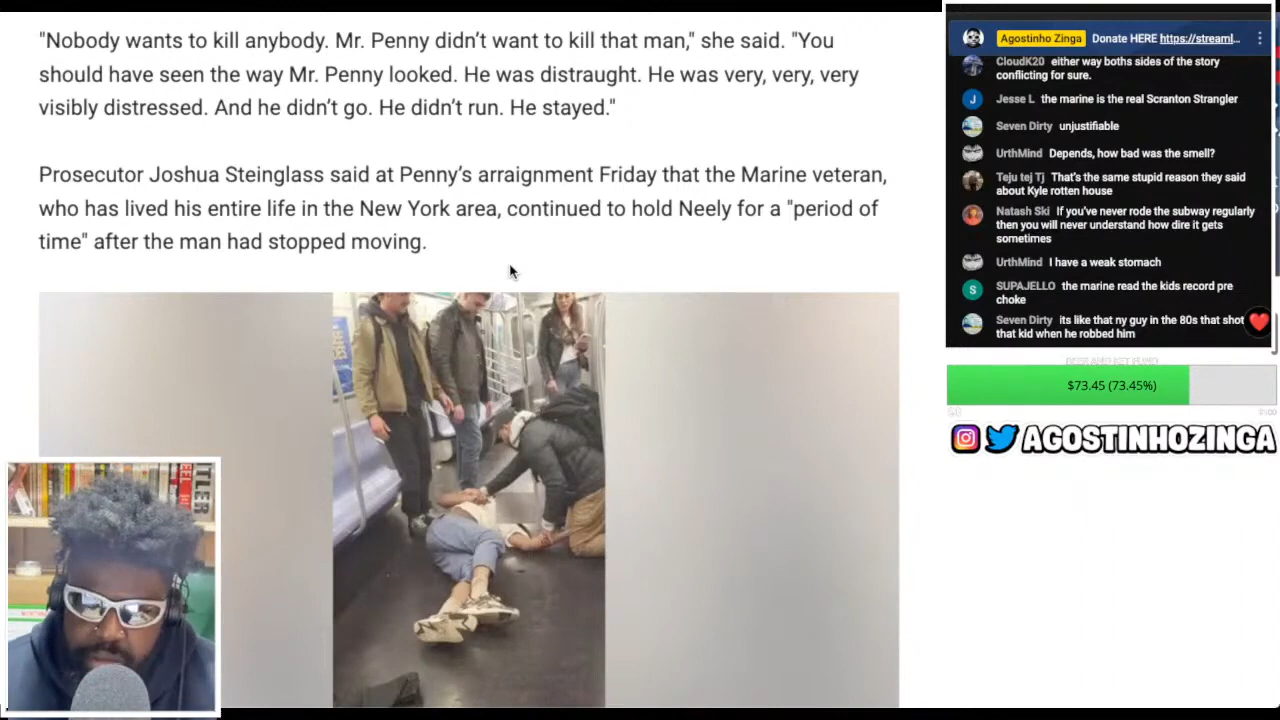 "Nobody wants to kill anybody. Mr. Penny didn’t want to kill that man," she said. "You
should have seen the way Mr. Penny looked. He was distraught. He was very, very, very
visibly distressed. And he didn’t go. He didn’t run. He stayed."
Prosecutor Joshua Steinglass said at Penny’s arraignment Friday that the Marine veteran,
who has lived his entire life in the New York area, continued to hold Neely for a "period of
time" after the man had stopped moving.
Agostinho Zinga Donate HERE https://streaml...
CloudK20 either way boths sides of the story
conflicting for sure.
Jesse L the marine is the real Scranton Strangler
Seven Dirty unjustifiable
UrthMind Depends, how bad was the smell?
Teju tej Tj That's the same stupid reason they said
about Kyle rotten house
Natash Ski If you've never rode the subway regularly
then you will never understand how dire it gets
sometimes
UrthMind I have a weak stomach
SUPAJELLO the marine read the kids record pre
choke
Seven Dirty its like that ny guy in the 80s that shot
that kid when he robbed him
$73.45 (73.45%)
$100
AGOSTINHOZINGA